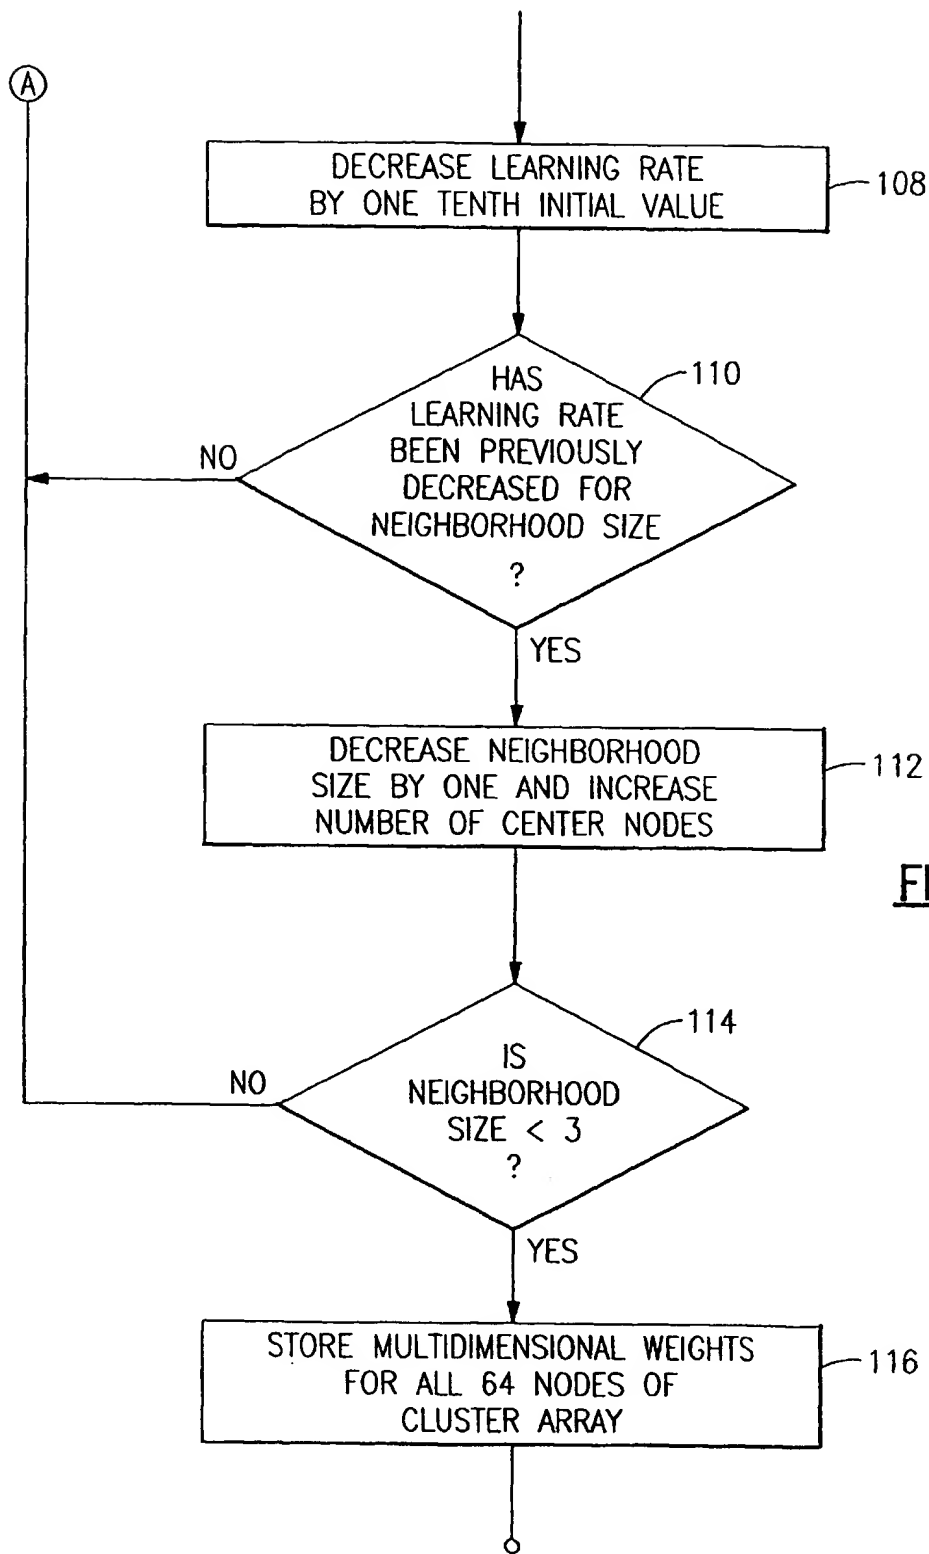 A
DECREASE LEARNING RATE
BY ONE TENTH INITIAL VALUE
108
HAS
LEARNING RATE
BEEN PREVIOUSLY
DECREASED FOR
NEIGHBORHOOD SIZE
?
110
NO
YES
DECREASE NEIGHBORHOOD
SIZE BY ONE AND INCREASE
NUMBER OF CENTER NODES
112
IS
NEIGHBORHOOD
SIZE < 3
?
114
NO
YES
STORE MULTIDIMENSIONAL WEIGHTS
FOR ALL 64 NODES OF
CLUSTER ARRAY
116